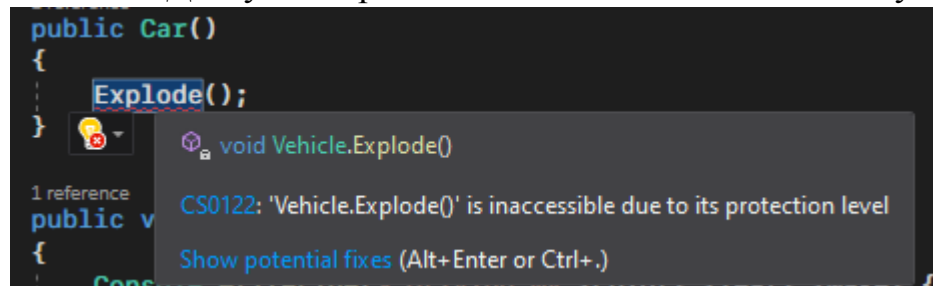 public Car()
{
Explode();
}
void Vehicle.Explode()
1 reference
CS0122: 'Vehicle.Explode()' is inaccessible due to its protection level
public v
{
Show potential fixes (Alt+Enter or Ctrl+.)